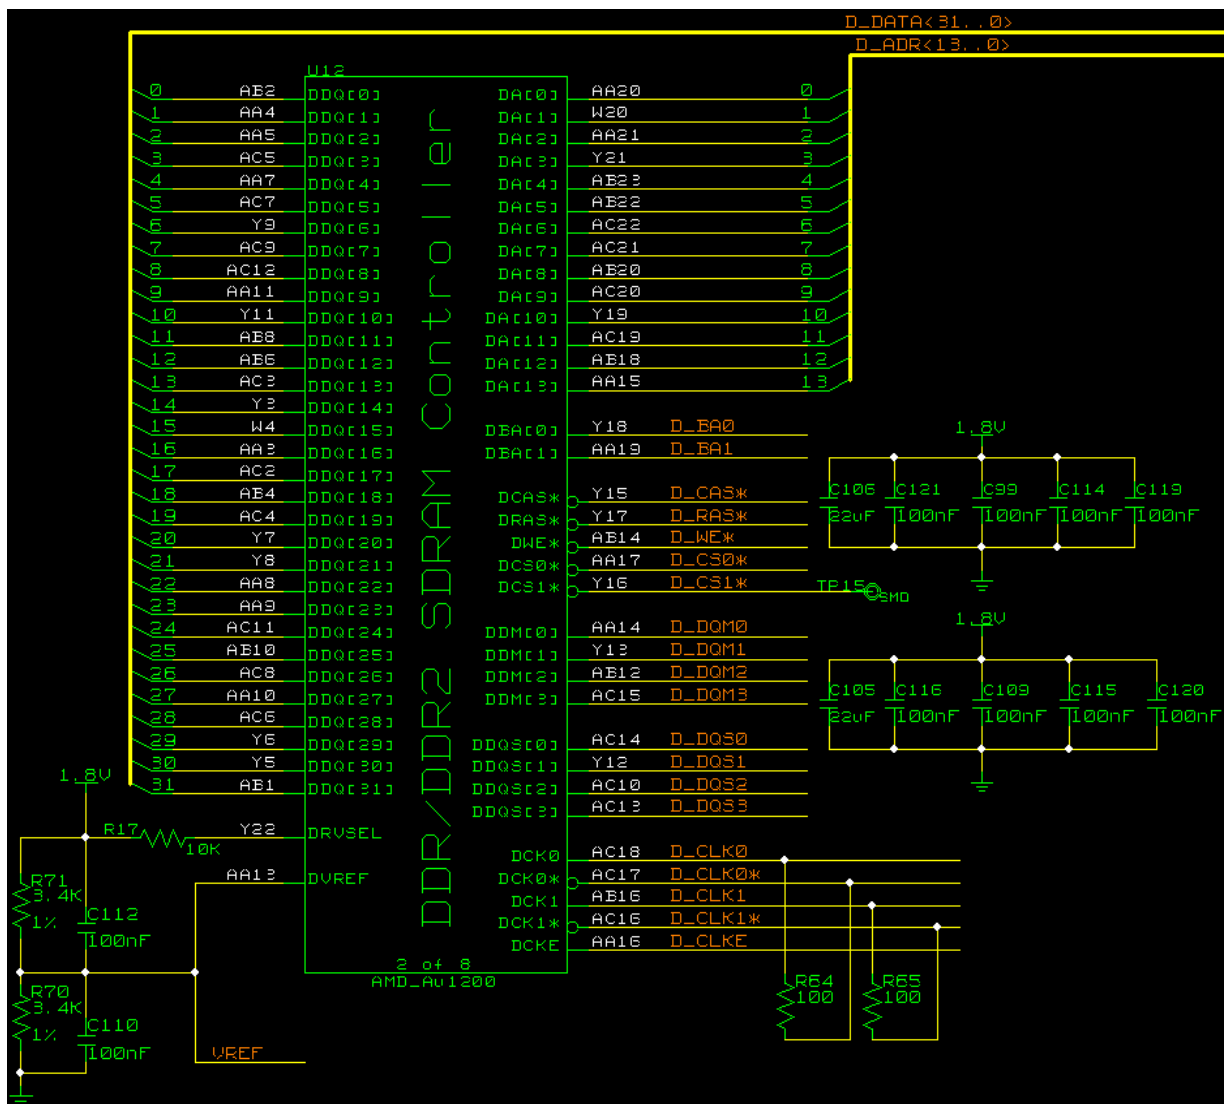 D_DATA<31..0>
D_ADR<13..0>
U12
0 AB2 DDQ[0] DA[0] AA20 0
1 AA4 DDQ[1] DA[1] W20 1
2 AA5 DDQ[2] DA[2] AA21 2
3 AC5 DDQ[3] DA[3] Y21 3
4 AA7 DDQ[4] DA[4] AB23 4
5 AC7 DDQ[5] DA[5] AB22 5
6 Y9 DDQ[6] DA[6] AC22 6
7 AC9 DDQ[7] DA[7] AC21 7
8 AC12 DDQ[8] DA[8] AB20 8
9 AA11 DDQ[9] DA[9] AC20 9
10 Y11 DDQ[10] DA[10] Y19 10
11 AB8 DDQ[11] DA[11] AC19 11
12 AB6 DDQ[12] DA[12] AB18 12
13 AC3 DDQ[13] DA[13] AA15 13
14 Y3 DDQ[14]
15 W4 DDQ[15] DBA[0] Y18 D_BA0
16 AA3 DDQ[16] DBA[1] AA19 D_BA1
17 AC2 DDQ[17]
18 AB4 DDQ[18] DCAS* Y15 D_CAS*
19 AC4 DDQ[19] DRAS* Y17 D_RAS*
20 Y7 DDQ[20] DWE* AB14 D_WE*
21 Y8 DDQ[21] DCS0* AA17 D_CS0*
22 AA8 DDQ[22] DCS1* Y16 D_CS1* TP15 SMD
23 AA9 DDQ[23]
24 AC11 DDQ[24] DDM[0] AA14 D_DQM0
25 AB10 DDQ[25] DDM[1] Y13 D_DQM1
26 AC8 DDQ[26] DDM[2] AB12 D_DQM2
27 AA10 DDQ[27] DDM[3] AC15 D_DQM3
28 AC6 DDQ[28]
29 Y6 DDQ[29] DDQS[0] AC14 D_DQS0
30 Y5 DDQ[30] DDQS[1] Y12 D_DQS1
31 AB1 DDQ[31] DDQS[2] AC10 D_DQS2
DDQS[3] AC13 D_DQS3
Y22 DRVSEL
DCK0 AC18 D_CLK0
AA13 DVREF DCK0* AC17 D_CLK0*
DCK1 AB16 D_CLK1
DCK1* AC16 D_CLK1*
DCKE AA16 D_CLKE
DDR/DDR2 SDRAM Controller
2 of 8
AMD_Au1200
1.8V
C106 C121 C99 C114 C119
22uF 100nF 100nF 100nF 100nF
1.8V
C105 C116 C109 C115 C120
22uF 100nF 100nF 100nF 100nF
1.8V
R17
10K
R71
3.4K
1%
C112
100nF
R70
3.4K
1%
C110
100nF
VREF
R64 R65
100 100